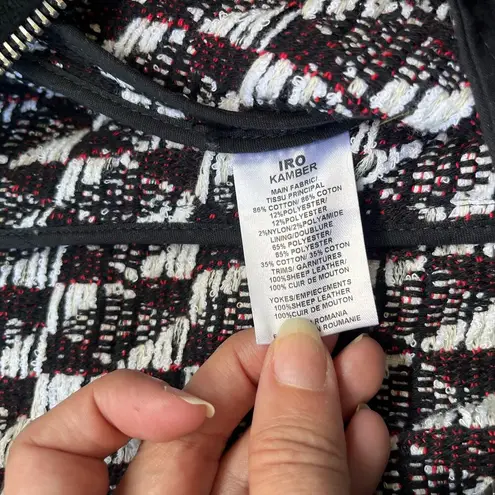 IRO
KAMBER
MAIN FABRIC/
TISSU PRINCIPAL
86% COTTON/ 86% COTON
12%POLYESTER/
12%POLYESTER/
2%NYLON/2%POLYAMIDE
LINING/DOUBLURE
65% POLYESTER/
65% POLYESTER/
35% COTTON/ 35% COTON
TRIMS/ GARNITURES
100%SHEEP LEATHER/
100% CUIR DE MOUTON
YOKES/EMPIECEMENTS
100%SHEEP LEATHER
100%CUIR DE MOUTON
ROMANIA
ROUMANIE